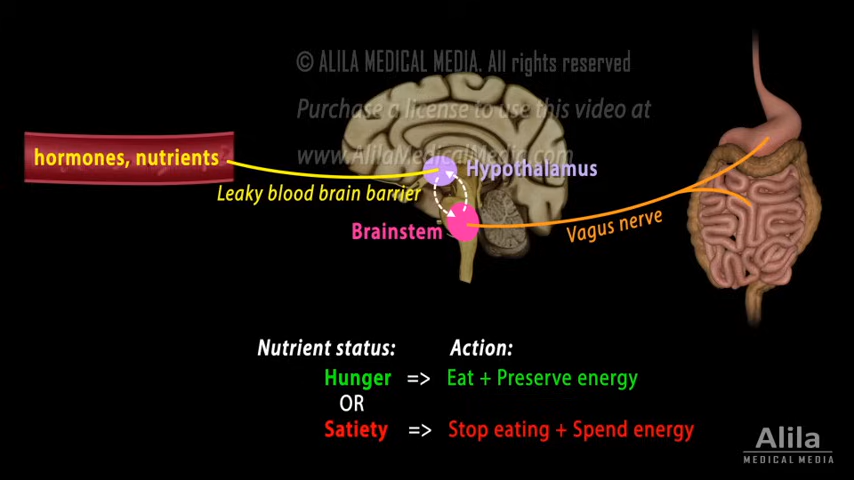 © ALILA MEDICAL MEDIA. All rights reserved
Purchase a license to use this video at
www.AlilaMedicalMedia.com
hormones, nutrients
Hypothalamus
Leaky blood brain barrier
Brainstem
Vagus nerve
Nutrient status: Action:
Hunger => Eat + Preserve energy
OR
Satiety => Stop eating + Spend energy
Alila
MEDICAL MEDIA